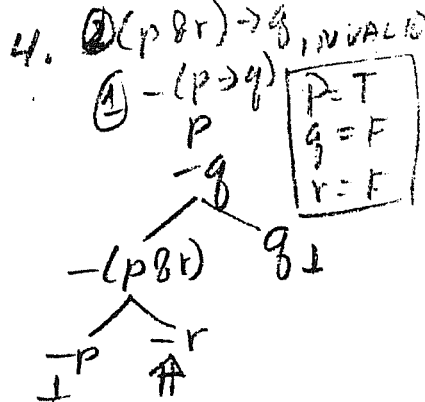 4. ② (p & r) → q, INVALID
① -(p → q)
p
-q
P = T
q = F
r = F
-(p & r) q ⊥
-p -r
⊥ ⇑